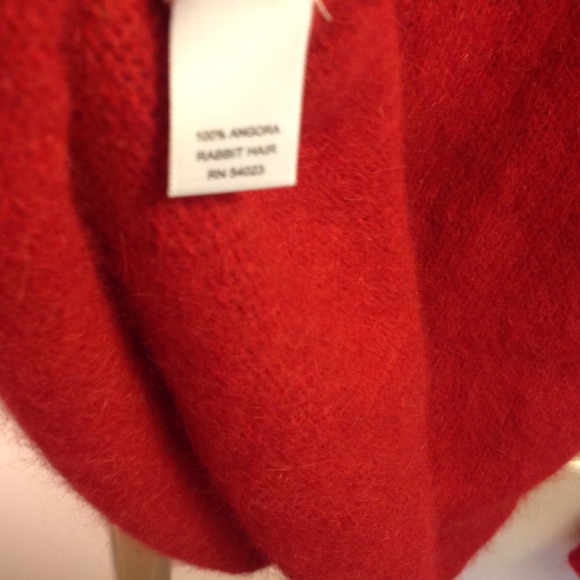 100% ANGORA
RABBIT HAIR
RN 54023